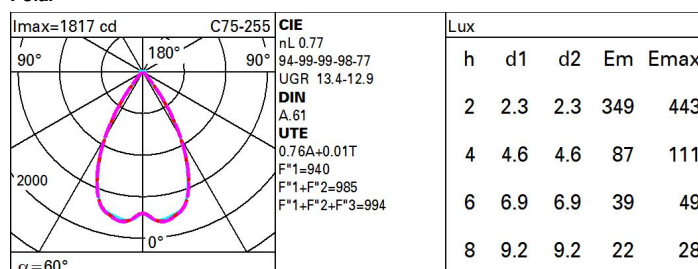 Imax=1817 cd C75-255
90° 180° 90°
2000
0°
α=60°
CIE
nL 0.77
94-99-99-98-77
UGR 13.4-12.9
DIN
A.61
UTE
0.76A+0.01T
F"1=940
F"1+F"2=985
F"1+F"2+F"3=994
Lux
h d1 d2 Em Emax
2 2.3 2.3 349 443
4 4.6 4.6 87 111
6 6.9 6.9 39 49
8 9.2 9.2 22 28